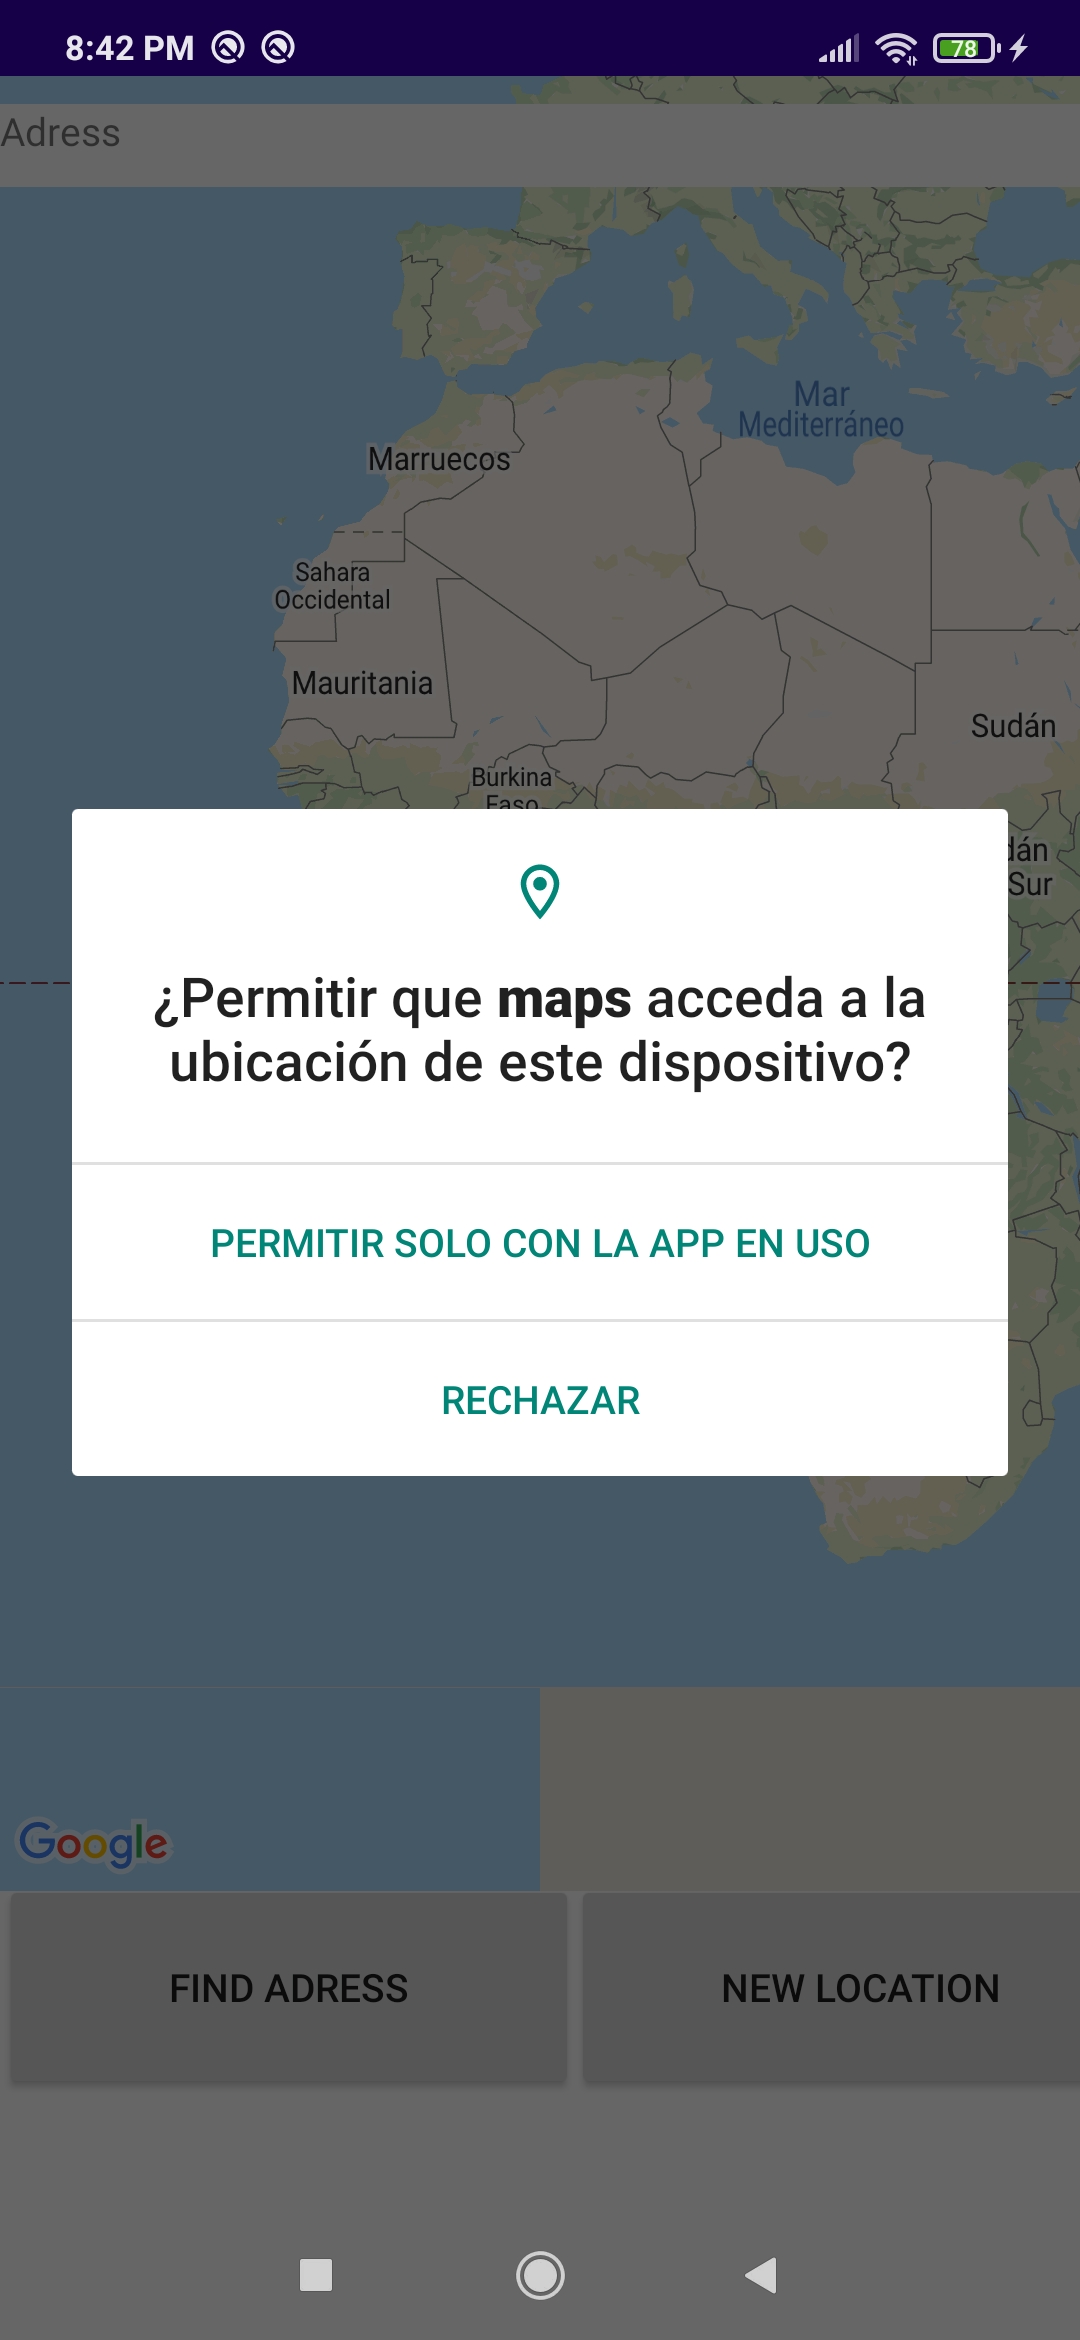 8:42 PM
78
Adress
Mar
Mediterráneo
Marruecos
Sahara
Occidental
Mauritania
Sudán
Burkina
Faso
dán
Sur
¿Permitir que maps acceda a la
ubicación de este dispositivo?
PERMITIR SOLO CON LA APP EN USO
RECHAZAR
Google
FIND ADRESS
NEW LOCATION